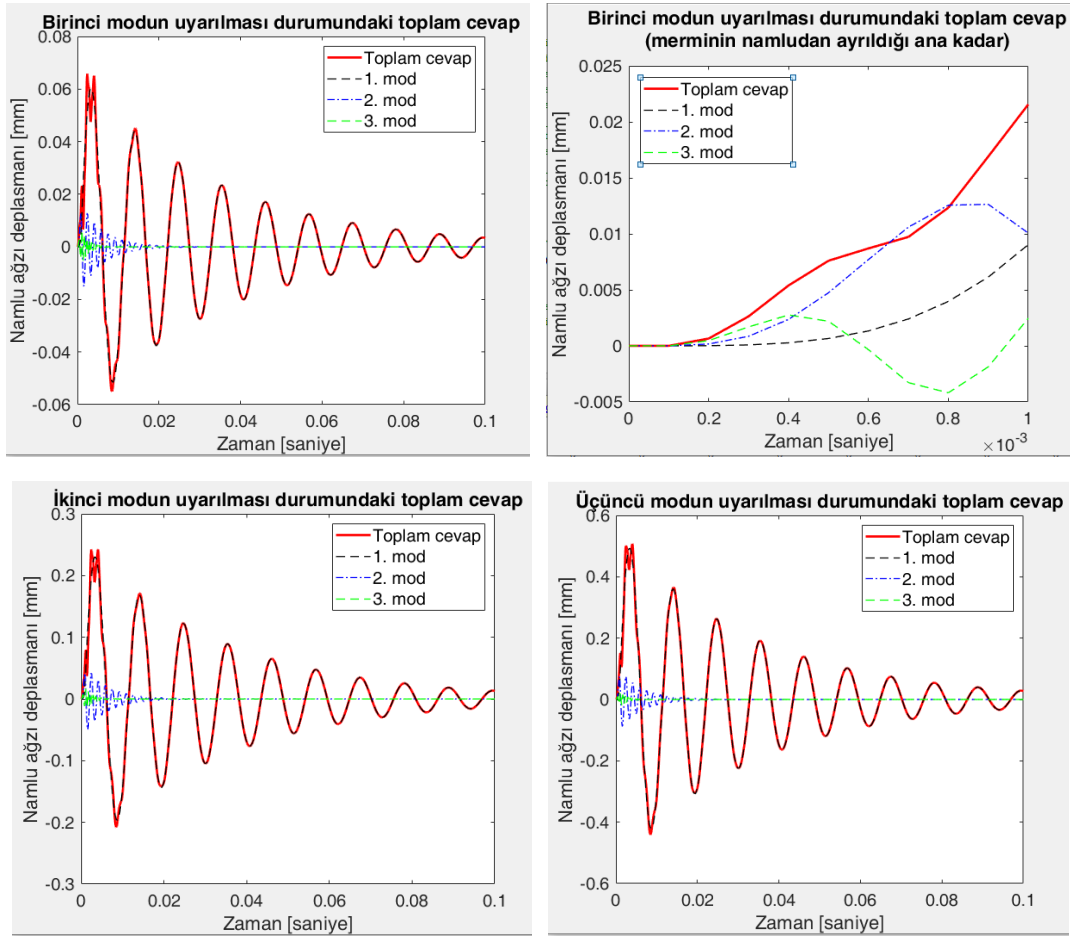 Birinci modun uyarılması durumundaki toplam cevap
0.08
0.06
0.04
0.02
0
-0.02
-0.04
-0.06
Namlu ağzı deplasmanı [mm]
Toplam cevap
1. mod
2. mod
3. mod
0 0.02 0.04 0.06 0.08 0.1
Zaman [saniye]
Birinci modun uyarılması durumundaki toplam cevap
(merminin namludan ayrıldığı ana kadar)
0.025
0.02
0.015
0.01
0.005
0
-0.005
Namlu ağzı deplasmanı [mm]
Toplam cevap
1. mod
2. mod
3. mod
0 0.2 0.4 0.6 0.8 1
Zaman [saniye]
×10⁻³
İkinci modun uyarılması durumundaki toplam cevap
0.3
0.2
0.1
0
-0.1
-0.2
-0.3
Namlu ağzı deplasmanı [mm]
Toplam cevap
1. mod
2. mod
3. mod
0 0.02 0.04 0.06 0.08 0.1
Zaman [saniye]
Üçüncü modun uyarılması durumundaki toplam cevap
0.6
0.4
0.2
0
-0.2
-0.4
-0.6
Namlu ağzı deplasmanı [mm]
Toplam cevap
1. mod
2. mod
3. mod
0 0.02 0.04 0.06 0.08 0.1
Zaman [saniye]